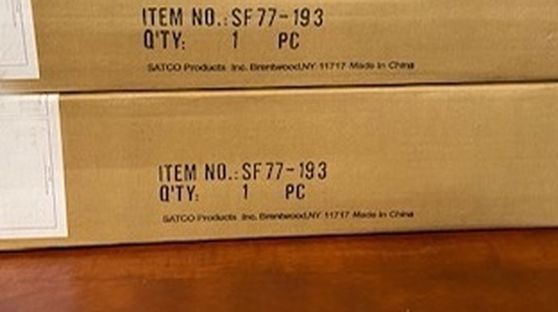 ITEM NO.: SF77-193
Q'TY: 1 PC
SATCO Products Inc. Brentwood,NY 11717 Made In China
ITEM NO.: SF77-193
Q'TY: 1 PC
SATCO Products Inc. Brentwood,NY 11717 Made In China